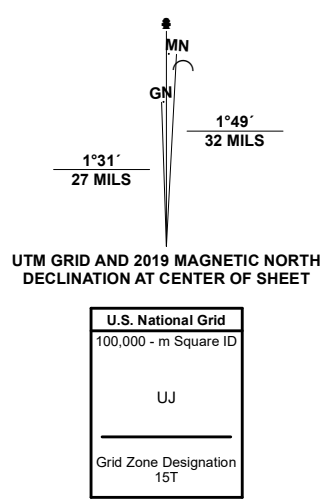 MN
GN
1°49´
32 MILS
1°31´
27 MILS
UTM GRID AND 2019 MAGNETIC NORTH
DECLINATION AT CENTER OF SHEET
U.S. National Grid
100,000 - m Square ID
UJ
Grid Zone Designation
15T